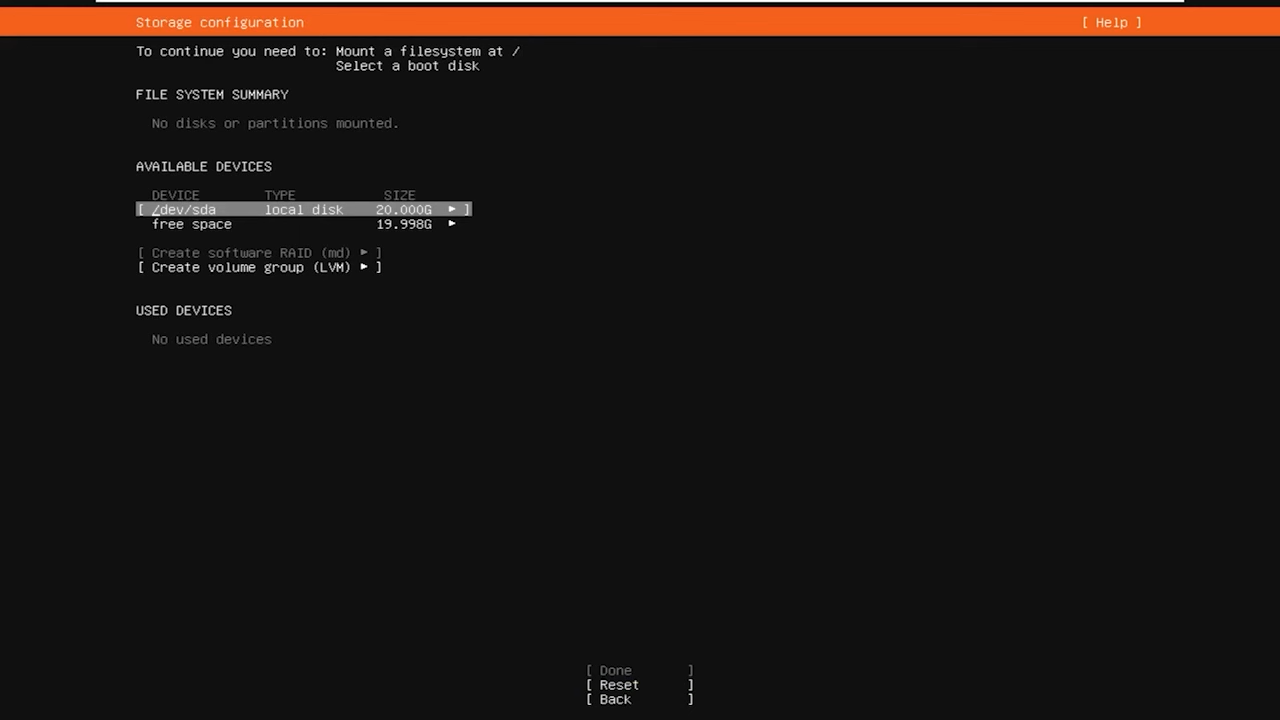 Storage configuration [ Help ]
To continue you need to: Mount a filesystem at /
Select a boot disk
FILE SYSTEM SUMMARY
No disks or partitions mounted.
AVAILABLE DEVICES
DEVICE TYPE SIZE
[ /dev/sda local disk 20.000G ► ]
free space 19.998G ►
[ Create software RAID (md) ► ]
[ Create volume group (LVM) ► ]
USED DEVICES
No used devices
[ Done ]
[ Reset ]
[ Back ]